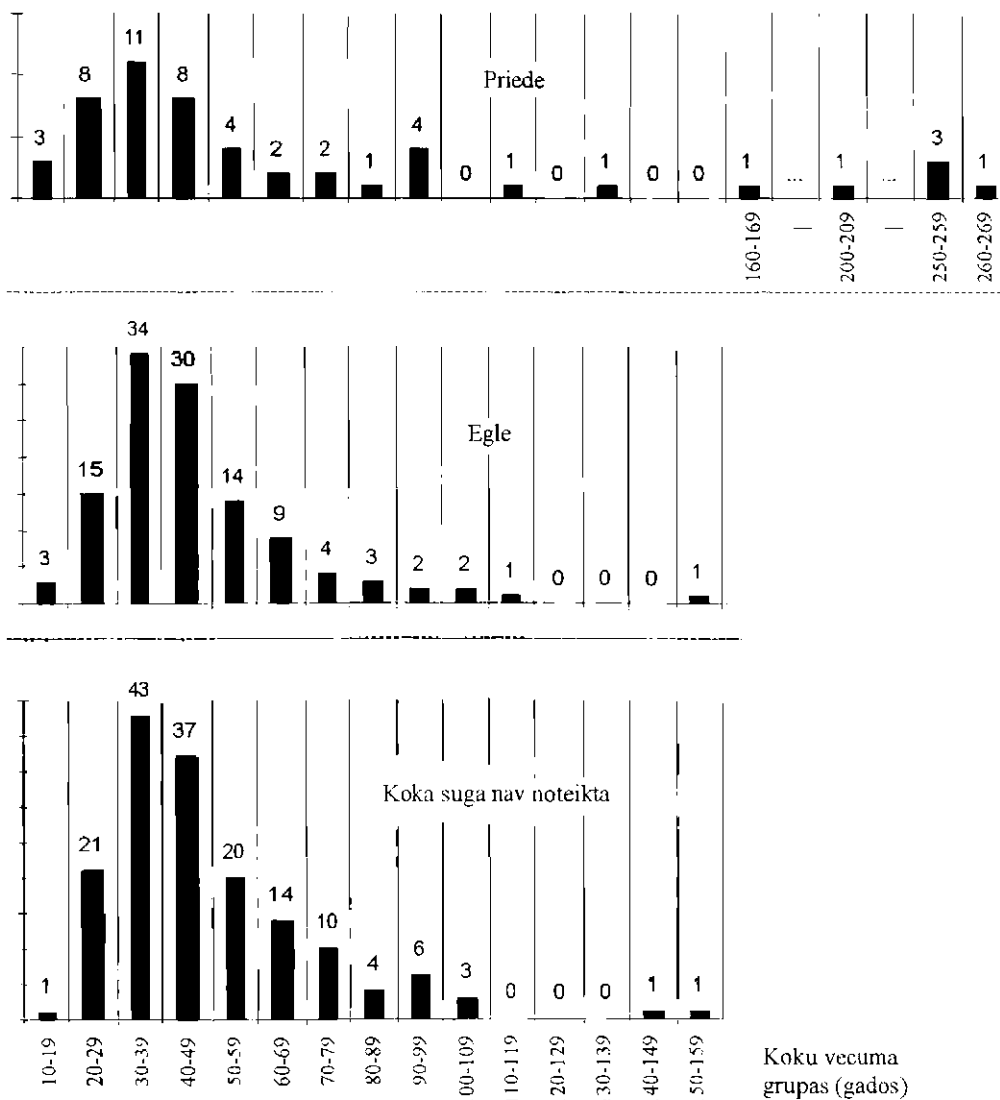 3 8 11 8 4 2 2 1 4 0 1 0 1 0 0 1 ... 1 ... 3 1
Priede
160-169 — 200-209 — 250-259 260-269
3 15 34 30 14 9 4 3 2 2 1 0 0 0 1
Egle
1 21 43 37 20 14 10 4 6 3 0 0 0 1 1
Koka suga nav noteikta
10-19 20-29 30-39 40-49 50-59 60-69 70-79 80-89 90-99 00-109 10-119 20-129 30-139 40-149 50-159
Koku vecuma
grupas (gados)